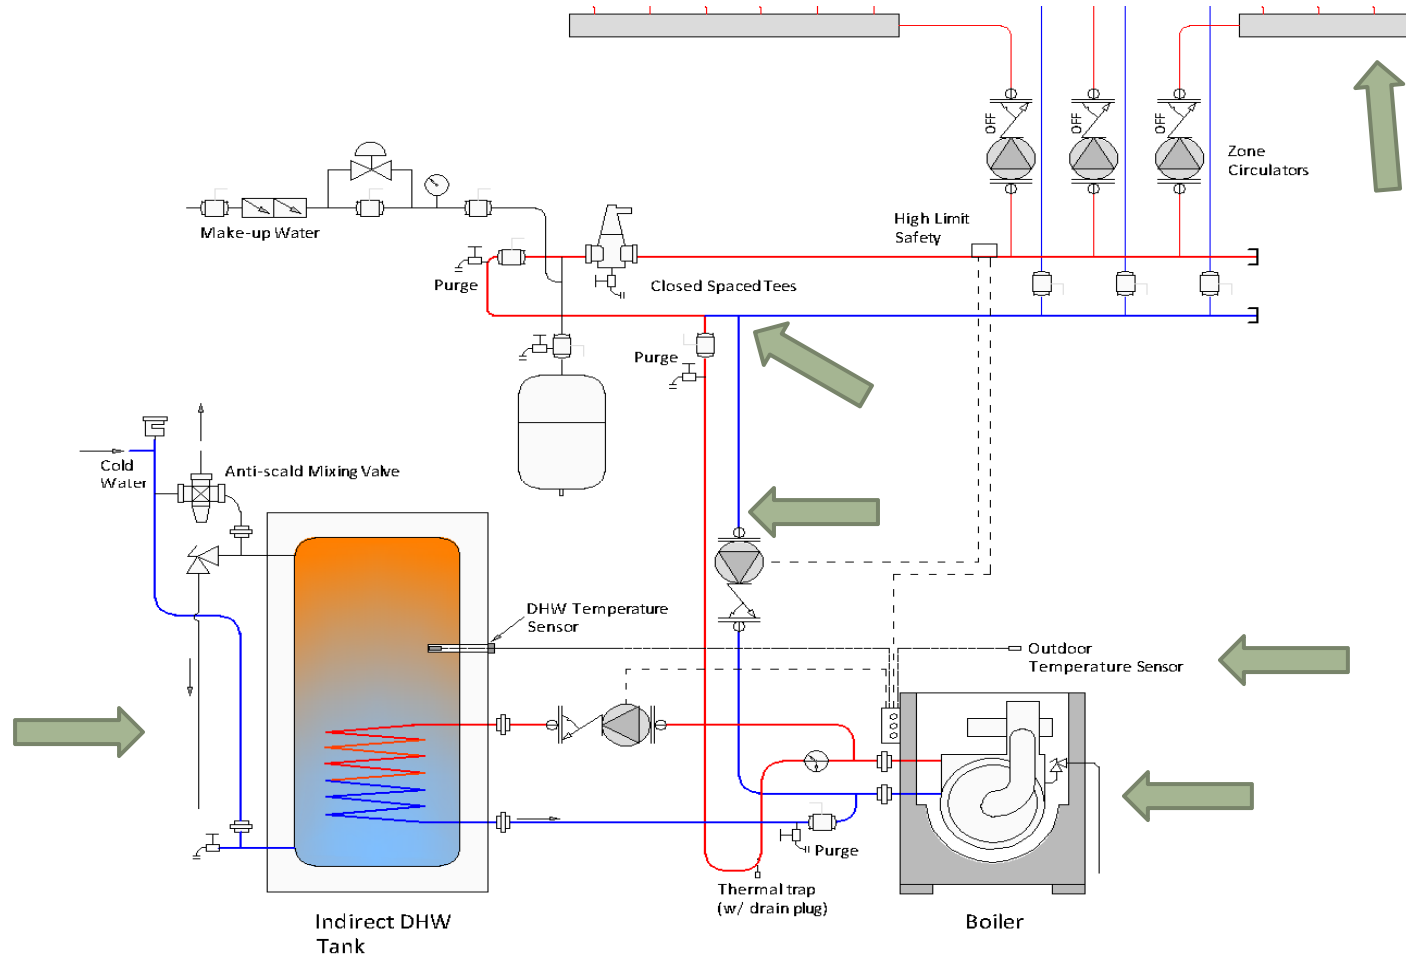 OFF
OFF
OFF
Zone
Circulators
Make-up Water
High Limit
Safety
Purge
Closed Spaced Tees
Purge
Cold
Water
Anti-scald Mixing Valve
DHW Temperature
Sensor
Outdoor
Temperature Sensor
Purge
Thermal trap
(w/ drain plug)
Indirect DHW
Tank
Boiler